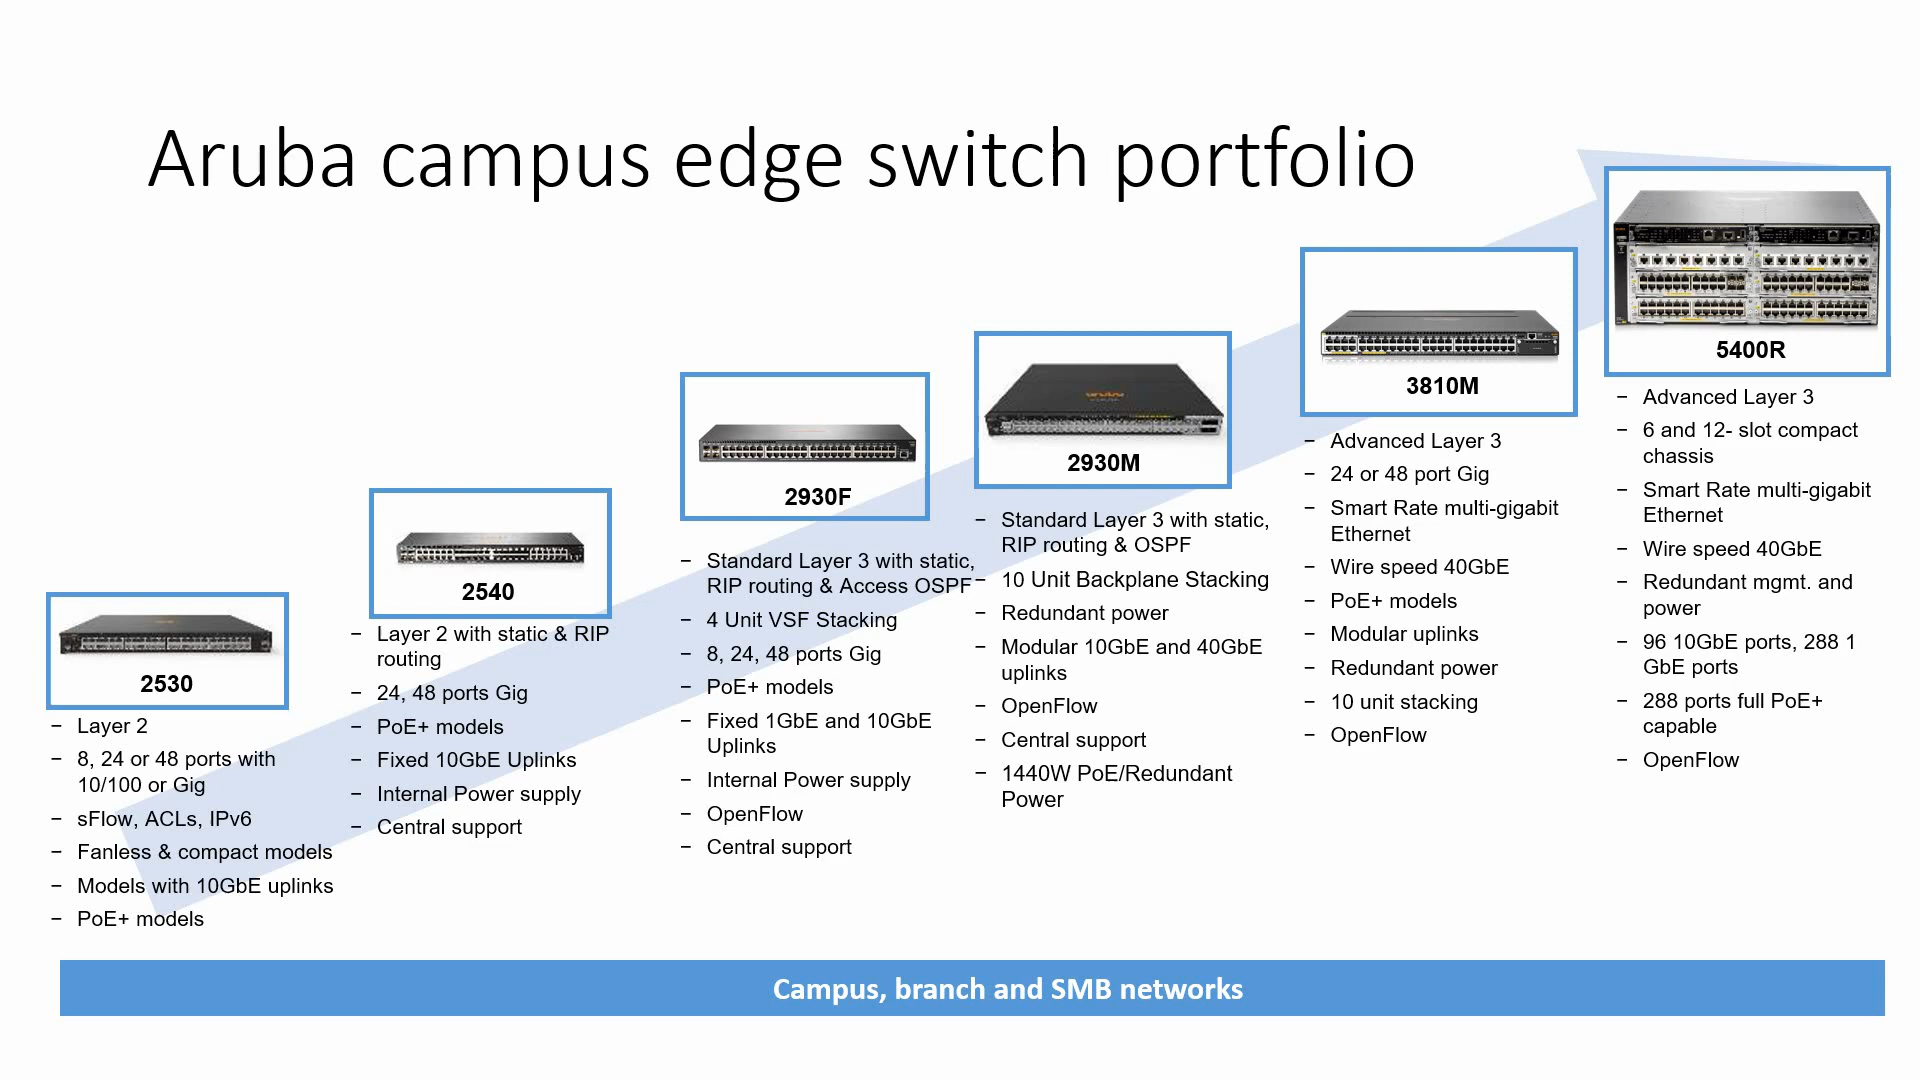 Aruba campus edge switch portfolio
2530
− Layer 2
− 8, 24 or 48 ports with
10/100 or Gig
− sFlow, ACLs, IPv6
− Fanless & compact models
− Models with 10GbE uplinks
− PoE+ models
2540
− Layer 2 with static & RIP
routing
− 24, 48 ports Gig
− PoE+ models
− Fixed 10GbE Uplinks
− Internal Power supply
− Central support
2930F
− Standard Layer 3 with static,
RIP routing & Access OSPF
− 4 Unit VSF Stacking
− 8, 24, 48 ports Gig
− PoE+ models
− Fixed 1GbE and 10GbE
Uplinks
− Internal Power supply
− OpenFlow
− Central support
2930M
− Standard Layer 3 with static,
RIP routing & OSPF
− 10 Unit Backplane Stacking
− Redundant power
− Modular 10GbE and 40GbE
uplinks
− OpenFlow
− Central support
− 1440W PoE/Redundant
Power
3810M
− Advanced Layer 3
− 24 or 48 port Gig
− Smart Rate multi-gigabit
Ethernet
− Wire speed 40GbE
− PoE+ models
− Modular uplinks
− Redundant power
− 10 unit stacking
− OpenFlow
5400R
− Advanced Layer 3
− 6 and 12- slot compact
chassis
− Smart Rate multi-gigabit
Ethernet
− Wire speed 40GbE
− Redundant mgmt. and
power
− 96 10GbE ports, 288 1
GbE ports
− 288 ports full PoE+
capable
− OpenFlow
Campus, branch and SMB networks